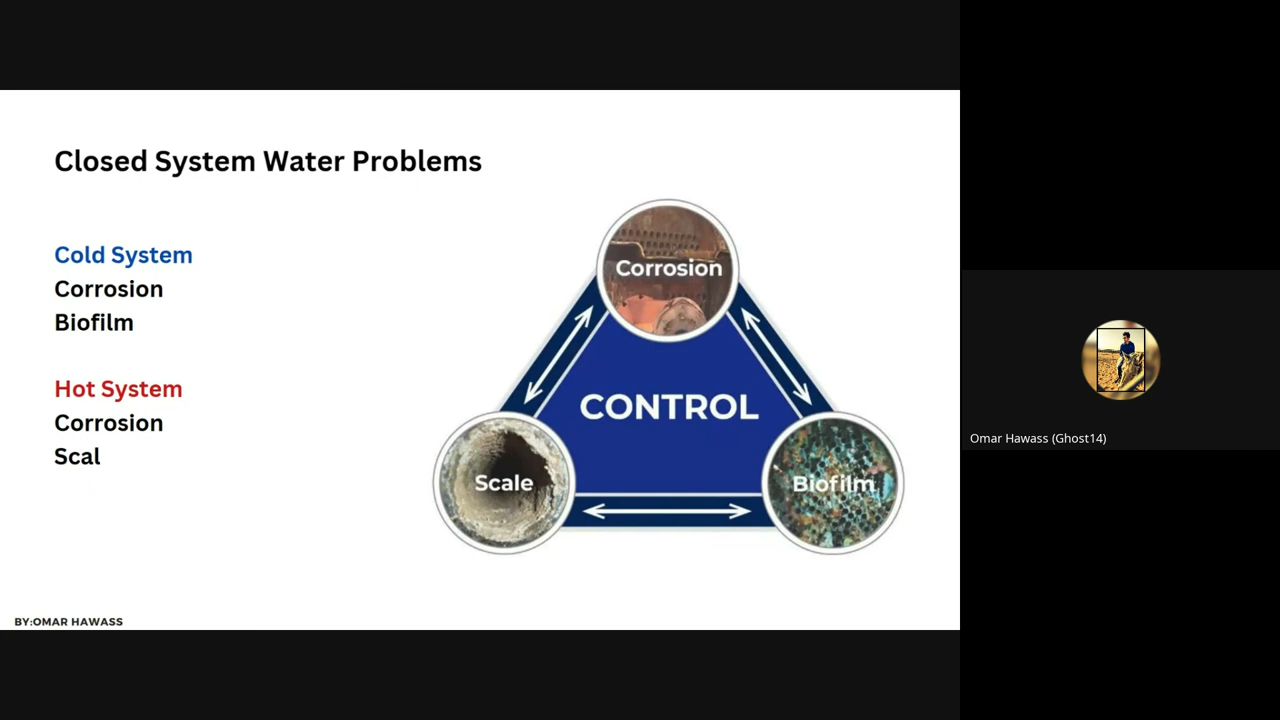 Closed System Water Problems
Cold System
Corrosion
Biofilm
Hot System
Corrosion
Scal
Corrosion
CONTROL
Scale
Biofilm
BY:OMAR HAWASS
Omar Hawass (Ghost14)